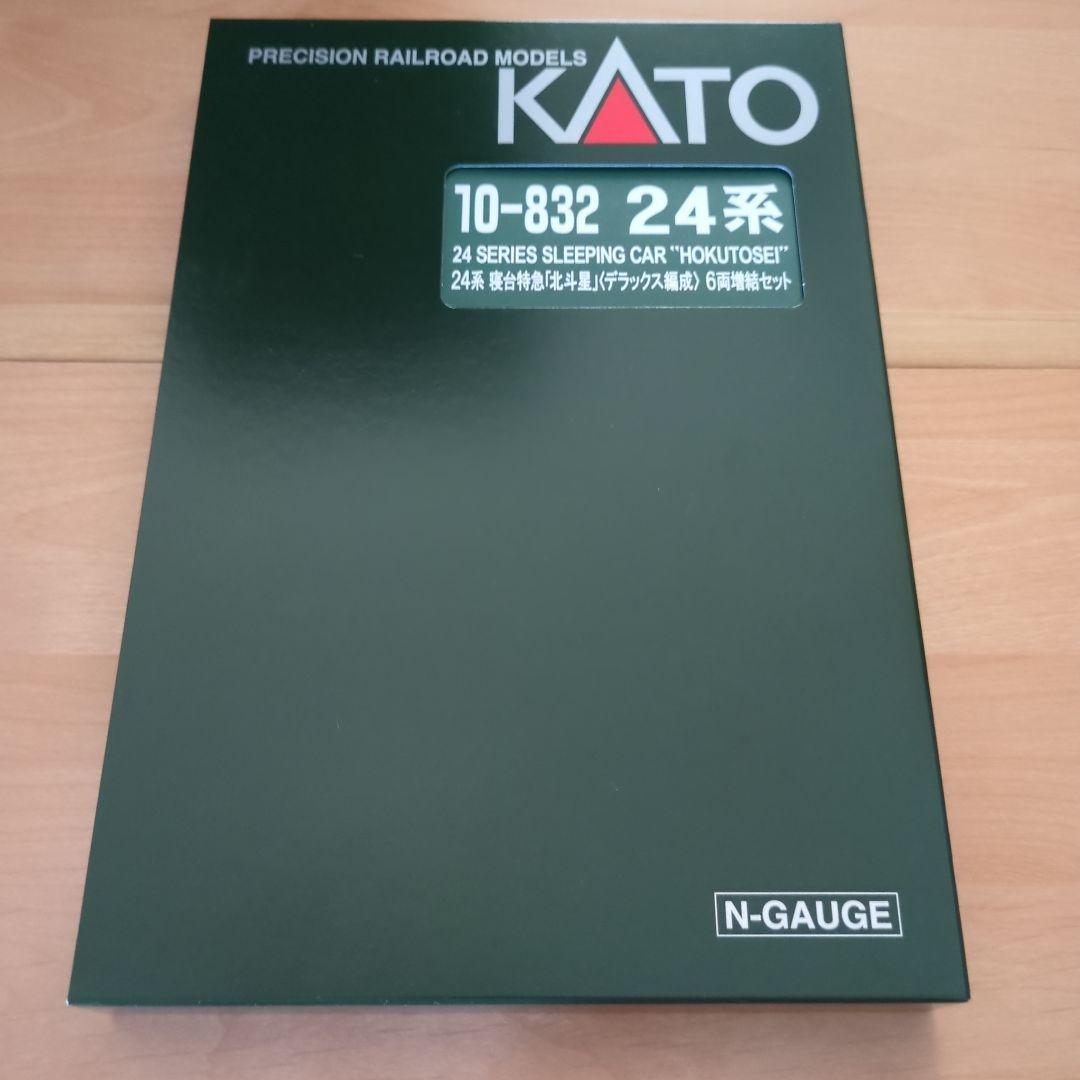 PRECISION RAILROAD MODELS
KATO
10-832 24系
24 SERIES SLEEPING CAR "HOKUTOSEI"
24系 寝台特急「北斗星」〈デラックス編成〉 6両増結セット
N-GAUGE